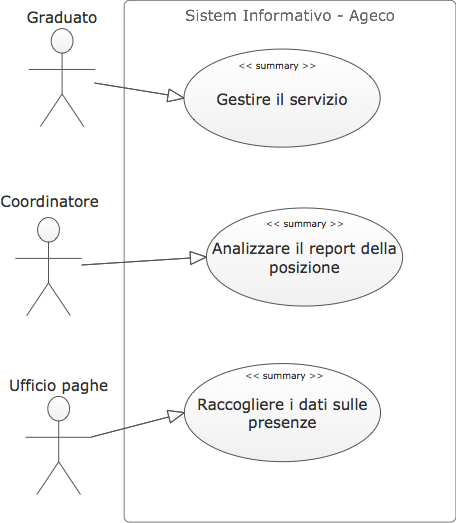 Graduato
Sistem Informativo - Ageco
<< summary >>
Gestire il servizio
Coordinatore
<< summary >>
Analizzare il report della
posizione
Ufficio paghe
<< summary >>
Raccogliere i dati sulle
presenze